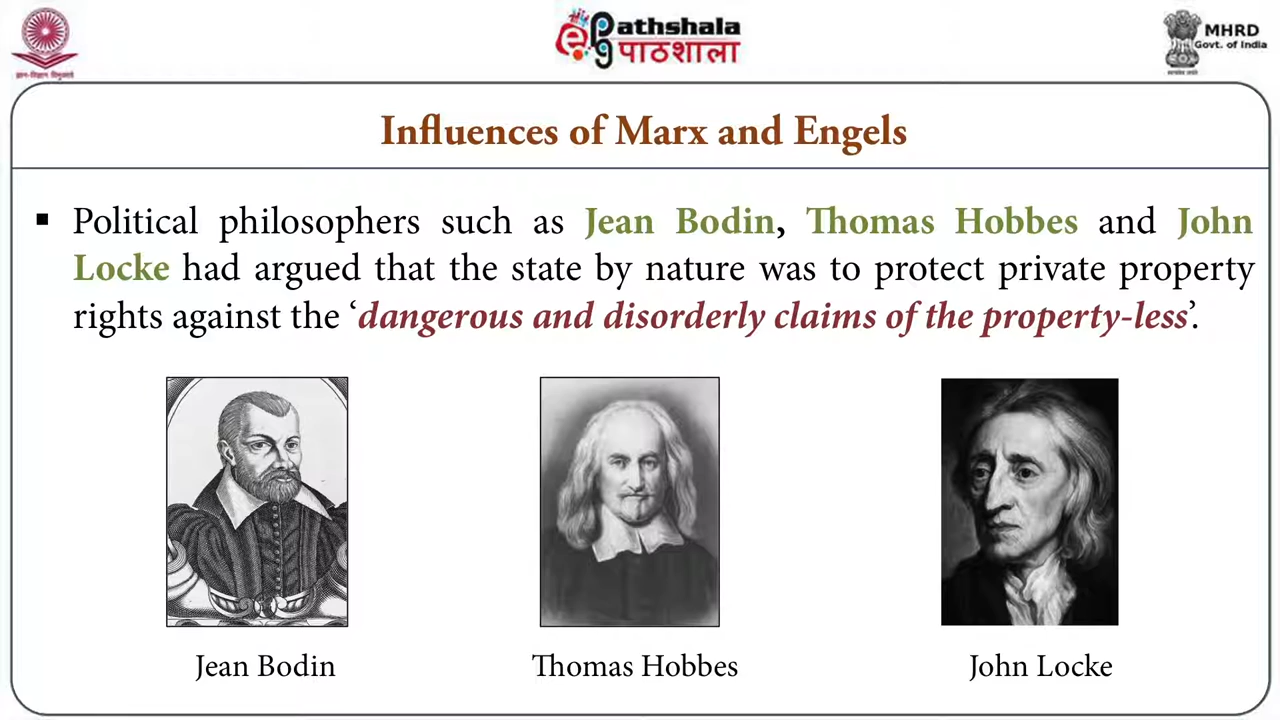 ePathshala
पाठशाला
MHRD
Govt. of India
Influences of Marx and Engels
▪ Political philosophers such as Jean Bodin, Thomas Hobbes and John
Locke had argued that the state by nature was to protect private property
rights against the ‘dangerous and disorderly claims of the property-less’.
Jean Bodin
Thomas Hobbes
John Locke